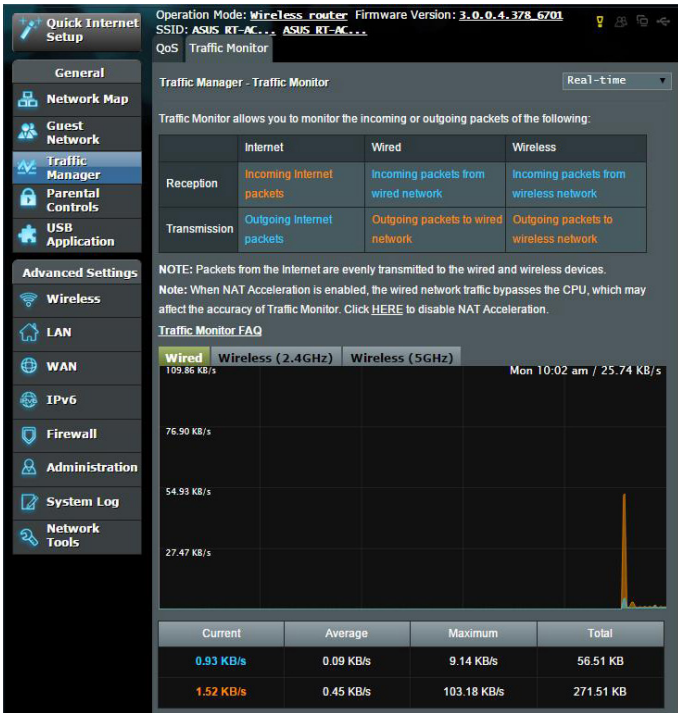 Quick Internet
Setup
General
Network Map
Guest
Network
Traffic
Manager
Parental
Controls
USB
Application
Advanced Settings
Wireless
LAN
WAN
IPv6
Firewall
Administration
System Log
Network
Tools
Operation Mode: Wireless router Firmware Version: 3.0.0.4.378_6701
SSID: ASUS RT-AC... ASUS RT-AC...
QoS Traffic Monitor
Traffic Manager - Traffic Monitor
Real-time
Traffic Monitor allows you to monitor the incoming or outgoing packets of the following:
Internet Wired Wireless
Reception
Incoming Internet
packets
Incoming packets from
wired network
Incoming packets from
wireless network
Transmission
Outgoing Internet
packets
Outgoing packets to wired
network
Outgoing packets to
wireless network
NOTE: Packets from the Internet are evenly transmitted to the wired and wireless devices.
Note: When NAT Acceleration is enabled, the wired network traffic bypasses the CPU, which may
affect the accuracy of Traffic Monitor. Click HERE to disable NAT Acceleration.
Traffic Monitor FAQ
Wired Wireless (2.4GHz) Wireless (5GHz)
109.86 KB/s Mon 10:02 am / 25.74 KB/s
76.90 KB/s
54.93 KB/s
27.47 KB/s
Current Average Maximum Total
0.93 KB/s 0.09 KB/s 9.14 KB/s 56.51 KB
1.52 KB/s 0.45 KB/s 103.18 KB/s 271.51 KB